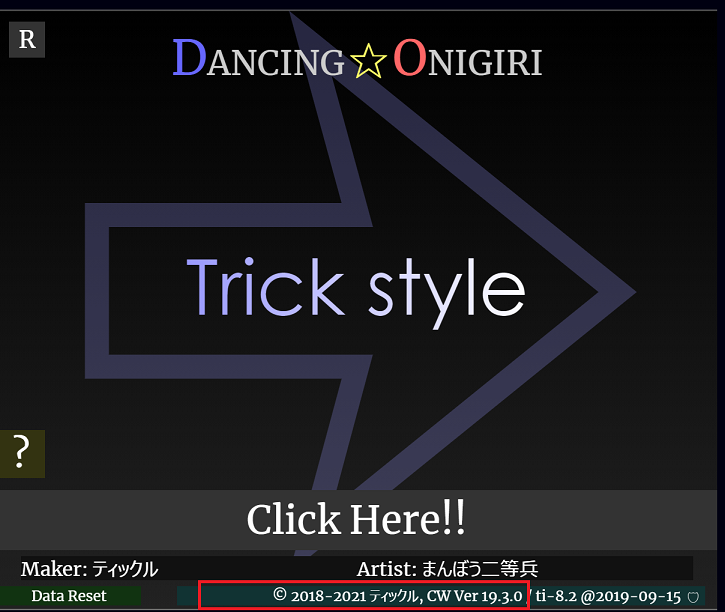 R
DANCING☆ONIGIRI
Trick style
?
Click Here!!
Maker: ティックル
Artist: まんぼう二等兵
Data Reset
© 2018-2021 ティックル, CW Ver 19.3.0 / ti-8.2 @2019-09-15 ♡